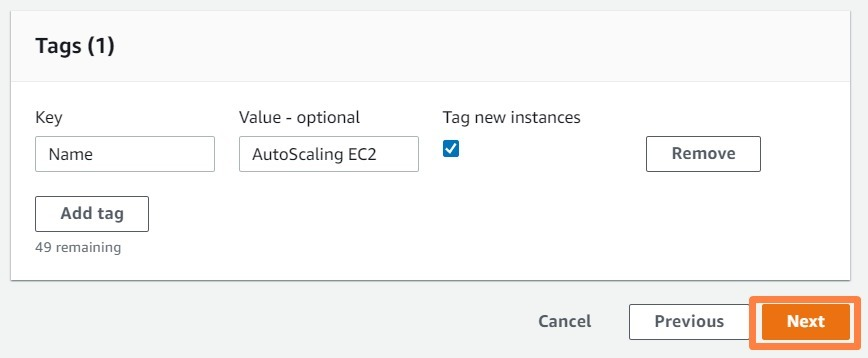 Tags (1)
Key Value - optional Tag new instances
Name AutoScaling EC2 Remove
Add tag
49 remaining
Cancel Previous Next